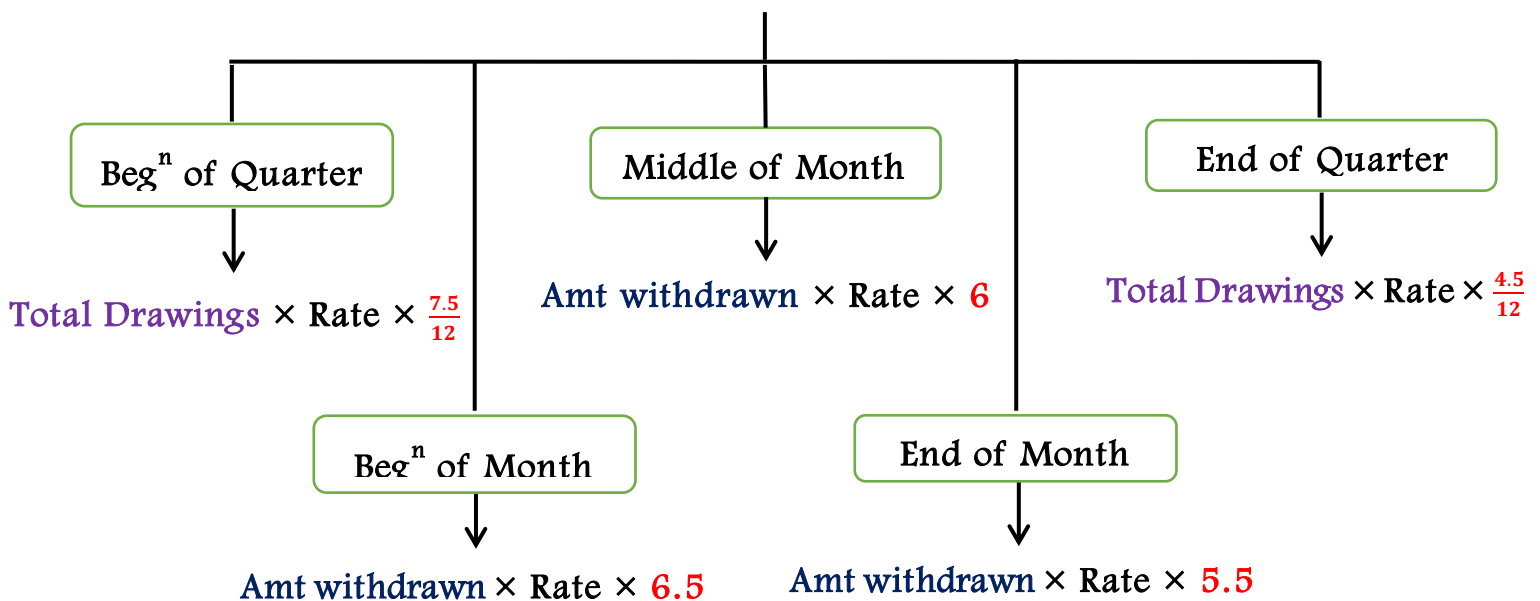 Begⁿ of Quarter
Middle of Month
End of Quarter
Total Drawings × Rate × 7.5/12
Amt withdrawn × Rate × 6
Total Drawings × Rate × 4.5/12
Begⁿ of Month
End of Month
Amt withdrawn × Rate × 6.5
Amt withdrawn × Rate × 5.5